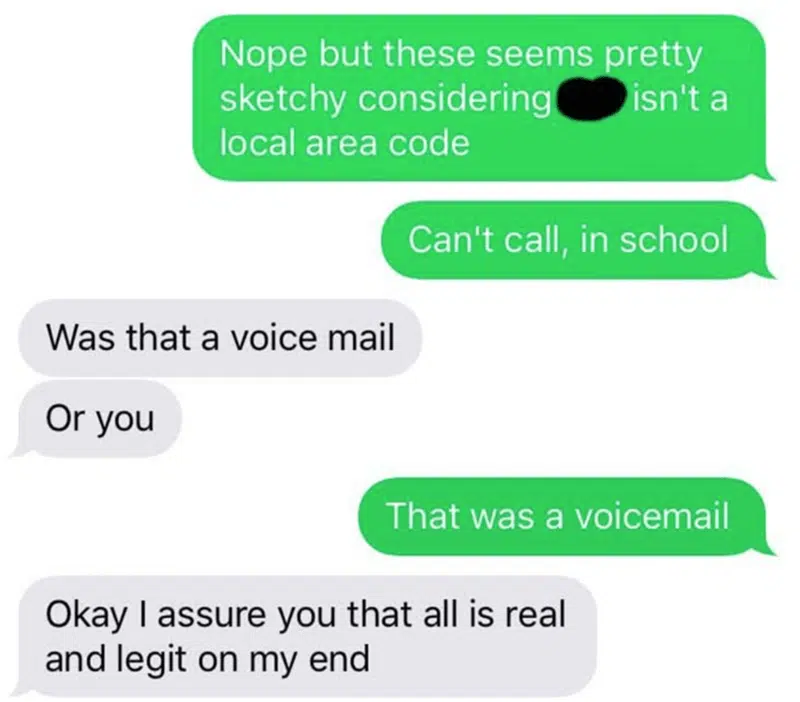 Nope but these seems pretty
sketchy considering isn't a
local area code
Can't call, in school
Was that a voice mail
Or you
That was a voicemail
Okay I assure you that all is real
and legit on my end